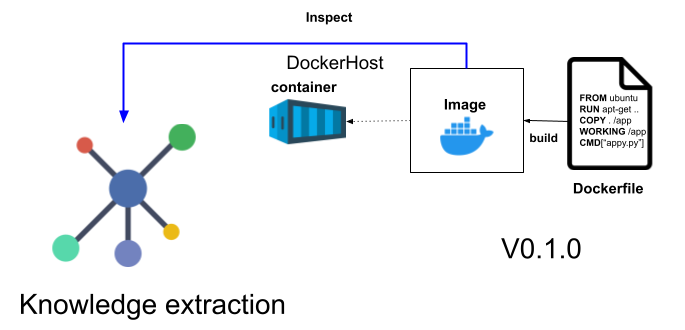 Inspect
DockerHost
container
Image
FROM ubuntu
RUN apt-get ..
COPY . /app
WORKING /app
CMD["appy.py"]
build
Dockerfile
V0.1.0
Knowledge extraction